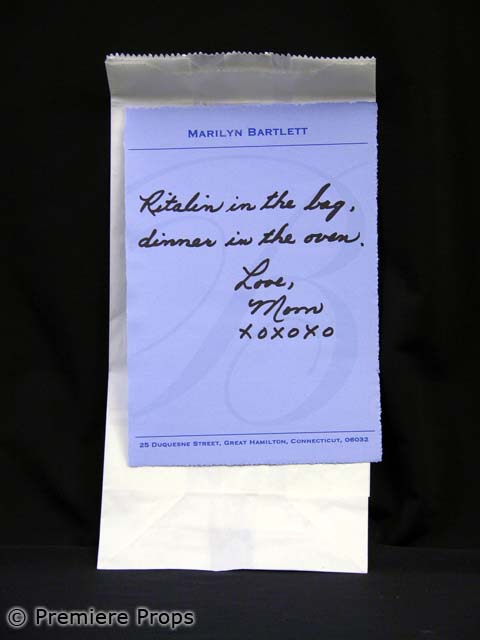 MARILYN BARTLETT
Ritalin in the bag,
dinner in the oven.
Love,
Mom
XOXOXO
25 DUQUESNE STREET, GREAT HAMILTON, CONNECTICUT, 06032
© Premiere Props